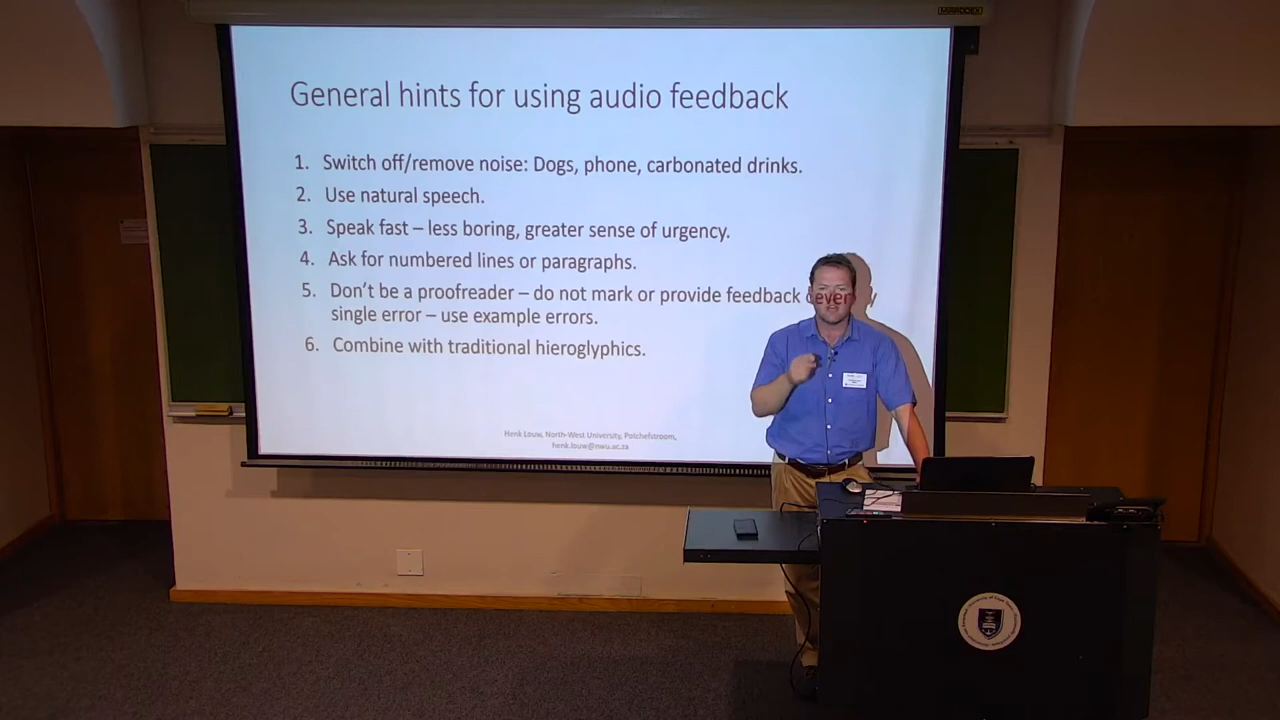 General hints for using audio feedback
1. Switch off/remove noise: Dogs, phone, carbonated drinks.
2. Use natural speech.
3. Speak fast – less boring, greater sense of urgency.
4. Ask for numbered lines or paragraphs.
5. Don't be a proofreader – do not mark or provide feedback
single error – use example errors.
6. Combine with traditional hieroglyphics.
Henk Louw, North-West University, Potchefstroom,
henk.louw@nwu.ac.za